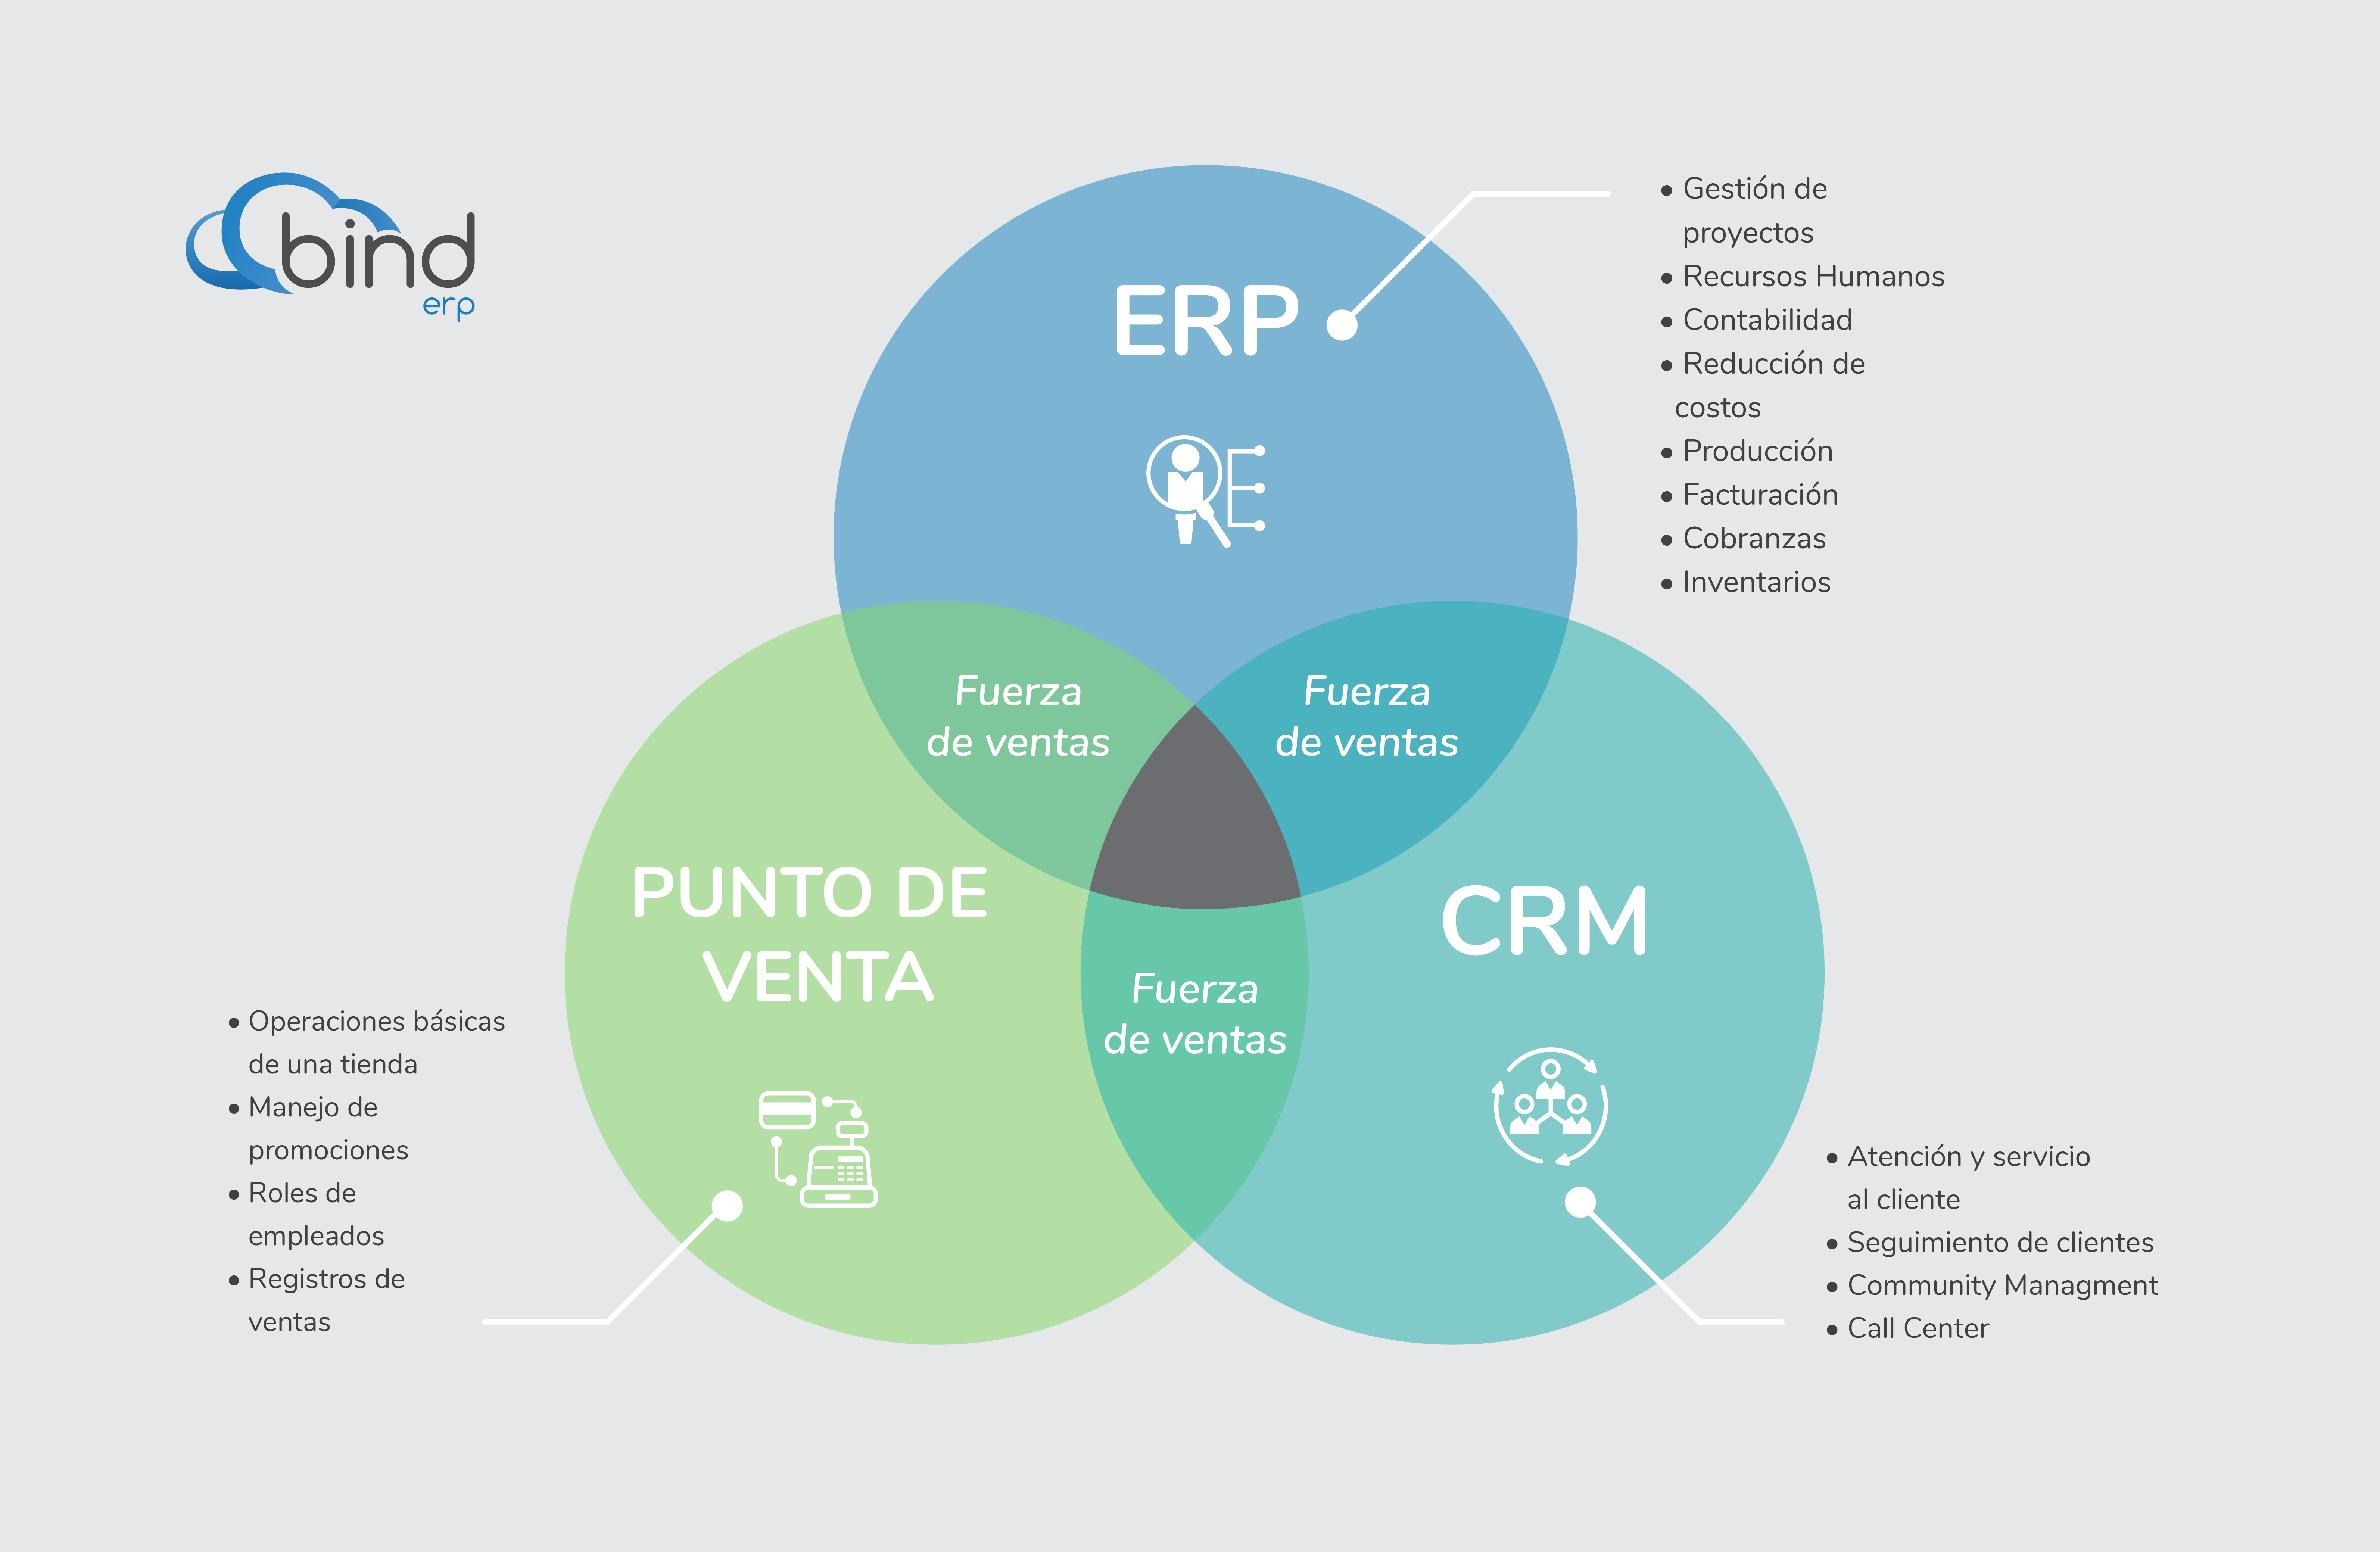 bind
erp
ERP
• Gestión de
proyectos
• Recursos Humanos
• Contabilidad
• Reducción de
costos
• Producción
• Facturación
• Cobranzas
• Inventarios
Fuerza
de ventas
Fuerza
de ventas
PUNTO DE
VENTA
CRM
Fuerza
de ventas
• Operaciones básicas
de una tienda
• Manejo de
promociones
• Roles de
empleados
• Registros de
ventas
• Atención y servicio
al cliente
• Seguimiento de clientes
• Community Managment
• Call Center